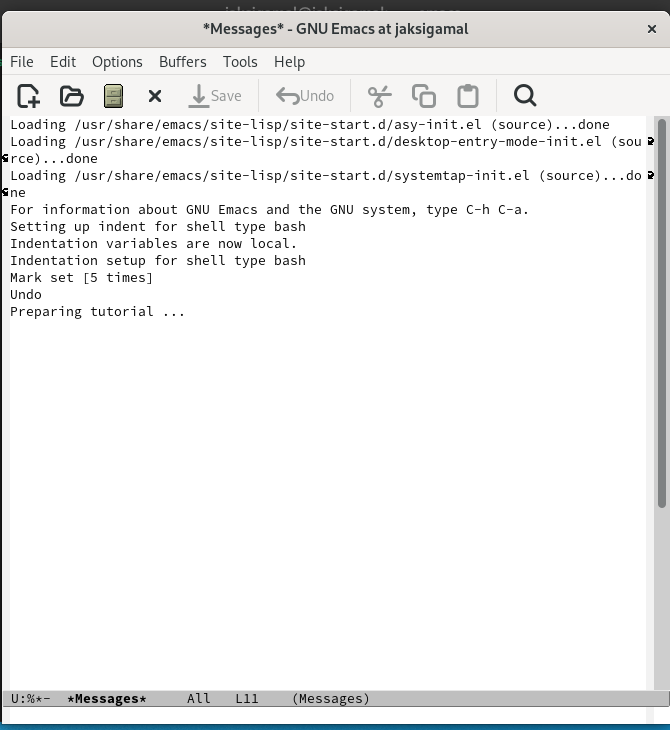 *Messages* - GNU Emacs at jaksigamal
File Edit Options Buffers Tools Help
Save Undo
Loading /usr/share/emacs/site-lisp/site-start.d/asy-init.el (source)...done
Loading /usr/share/emacs/site-lisp/site-start.d/desktop-entry-mode-init.el (sou
rce)...done
Loading /usr/share/emacs/site-lisp/site-start.d/systemtap-init.el (source)...do
ne
For information about GNU Emacs and the GNU system, type C-h C-a.
Setting up indent for shell type bash
Indentation variables are now local.
Indentation setup for shell type bash
Mark set [5 times]
Undo
Preparing tutorial ...
U:%*- *Messages* All L11 (Messages)